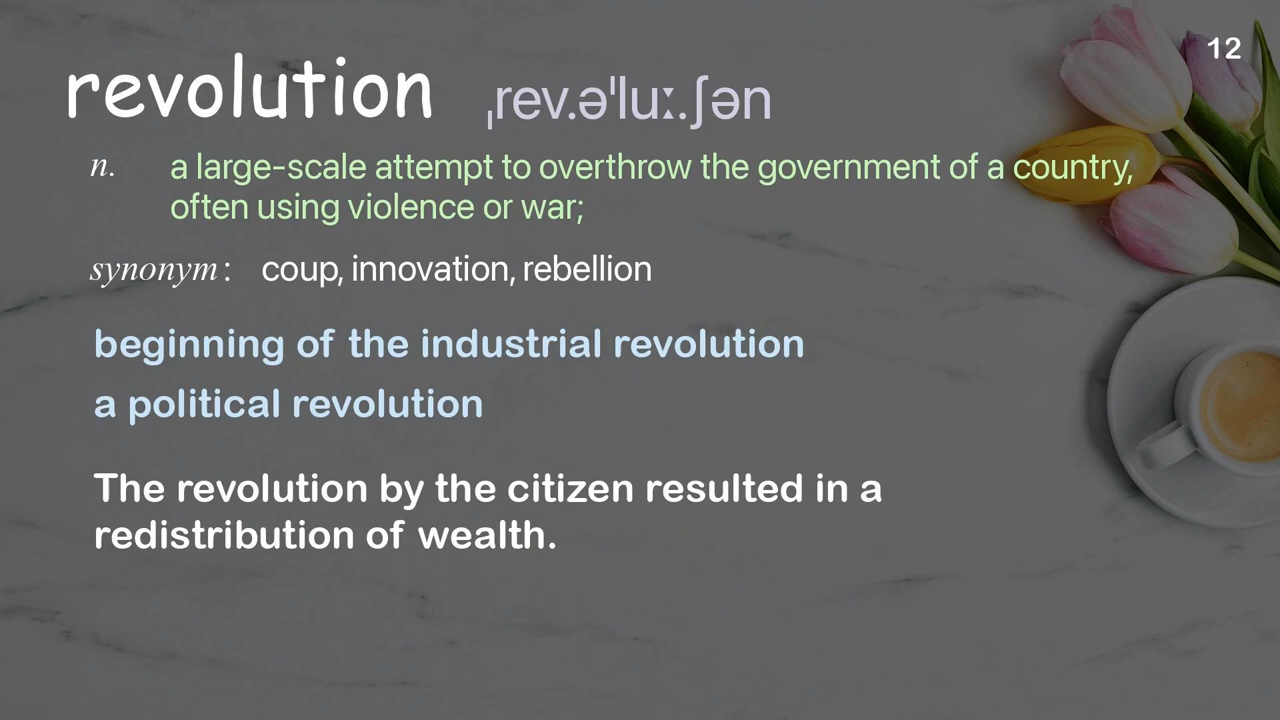 12
revolution ˌrev.əˈluː.ʃən
n. a large-scale attempt to overthrow the government of a country,
often using violence or war;
synonym: coup, innovation, rebellion
beginning of the industrial revolution
a political revolution
The revolution by the citizen resulted in a
redistribution of wealth.